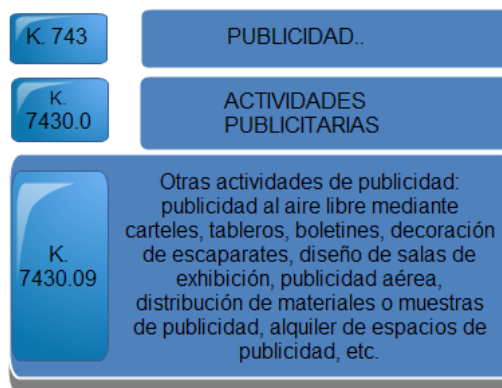 K. 743
PUBLICIDAD..
K.
7430.0
ACTIVIDADES
PUBLICITARIAS
K.
7430.09
Otras actividades de publicidad:
publicidad al aire libre mediante
carteles, tableros, boletines, decoración
de escaparates, diseño de salas de
exhibición, publicidad aérea,
distribución de materiales o muestras
de publicidad, alquiler de espacios de
publicidad, etc.